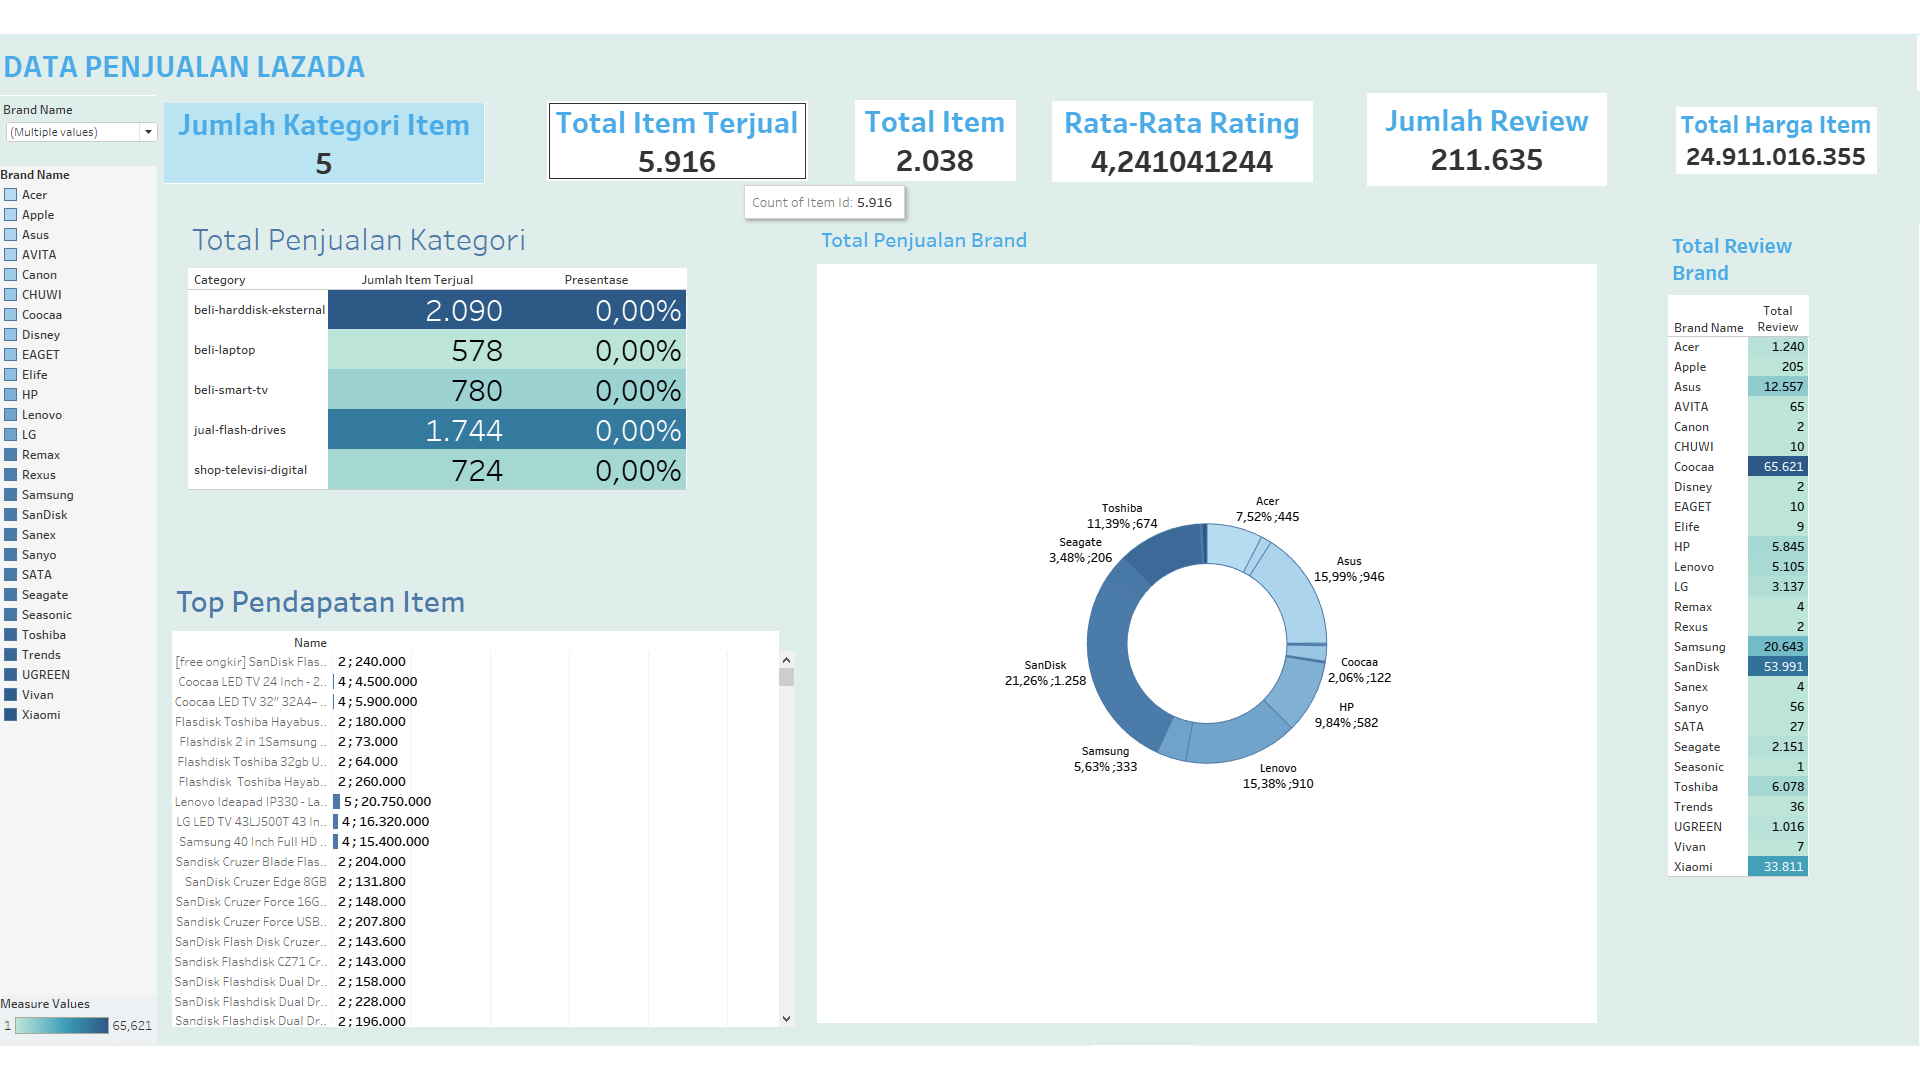 DATA PENJUALAN LAZADA
Brand Name
(Multiple values)
Brand Name
Acer
Apple
Asus
AVITA
Canon
CHUWI
Coocaa
Disney
EAGET
Elife
HP
Lenovo
LG
Remax
Rexus
Samsung
SanDisk
Sanex
Sanyo
SATA
Seagate
Seasonic
Toshiba
Trends
UGREEN
Vivan
Xiaomi
Measure Values
1 65,621
Jumlah Kategori Item
5
Total Item Terjual
5.916
Count of Item Id: 5.916
Total Item
2.038
Rata-Rata Rating
4,241041244
Jumlah Review
211.635
Total Harga Item
24.911.016.355
Total Penjualan Kategori
Category Jumlah Item Terjual Presentase
beli-harddisk-eksternal 2.090 0,00%
beli-laptop 578 0,00%
beli-smart-tv 780 0,00%
jual-flash-drives 1.744 0,00%
shop-televisi-digital 724 0,00%
Top Pendapatan Item
Name
[free ongkir] SanDisk Flas.. 2 ; 240.000
Coocaa LED TV 24 Inch - 2.. 4 ; 4.500.000
Coocaa LED TV 32” 32A4– .. 4 ; 5.900.000
Flasdisk Toshiba Hayabus.. 2 ; 180.000
Flashdisk 2 in 1Samsung .. 2 ; 73.000
Flashdisk Toshiba 32gb U.. 2 ; 64.000
Flashdisk Toshiba Hayab.. 2 ; 260.000
Lenovo Ideapad IP330 - La.. 5 ; 20.750.000
LG LED TV 43LJ500T 43 In.. 4 ; 16.320.000
Samsung 40 Inch Full HD .. 4 ; 15.400.000
Sandisk Cruzer Blade Flas.. 2 ; 204.000
SanDisk Cruzer Edge 8GB 2 ; 131.800
SanDisk Cruzer Force 16G.. 2 ; 148.000
Sandisk Cruzer Force USB.. 2 ; 207.800
SanDisk Flash Disk Cruzer.. 2 ; 143.600
Sandisk Flashdisk CZ71 Cr.. 2 ; 143.000
SanDisk Flashdisk Dual Dr.. 2 ; 158.000
SanDisk Flashdisk Dual Dr.. 2 ; 228.000
Sandisk Flashdisk Dual Dr.. 2 ; 196.000
Total Penjualan Brand
Acer
7,52% ;445
Asus
15,99% ;946
Coocaa
2,06% ;122
HP
9,84% ;582
Lenovo
15,38% ;910
Samsung
5,63% ;333
SanDisk
21,26% ;1.258
Seagate
3,48% ;206
Toshiba
11,39% ;674
Total Review
Brand
Total
Brand Name Review
Acer 1.240
Apple 205
Asus 12.557
AVITA 65
Canon 2
CHUWI 10
Coocaa 65.621
Disney 2
EAGET 10
Elife 9
HP 5.845
Lenovo 5.105
LG 3.137
Remax 4
Rexus 2
Samsung 20.643
SanDisk 53.991
Sanex 4
Sanyo 56
SATA 27
Seagate 2.151
Seasonic 1
Toshiba 6.078
Trends 36
UGREEN 1.016
Vivan 7
Xiaomi 33.811